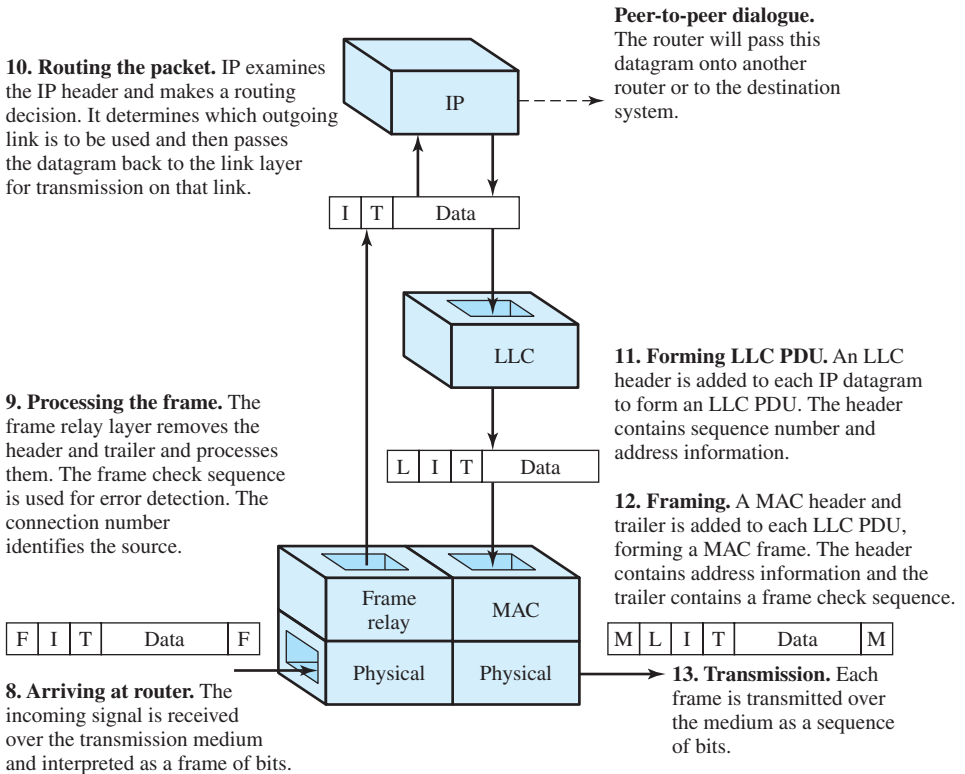 Peer-to-peer dialogue.
The router will pass this
datagram onto another
router or to the destination
system.
10. Routing the packet. IP examines
the IP header and makes a routing
decision. It determines which outgoing
link is to be used and then passes
the datagram back to the link layer
for transmission on that link.
IP
I T Data
LLC
11. Forming LLC PDU. An LLC
header is added to each IP datagram
to form an LLC PDU. The header
contains sequence number and
address information.
9. Processing the frame. The
frame relay layer removes the
header and trailer and processes
them. The frame check sequence
is used for error detection. The
connection number
identifies the source.
L I T Data
12. Framing. A MAC header and
trailer is added to each LLC PDU,
forming a MAC frame. The header
contains address information and the
trailer contains a frame check sequence.
Frame
relay
MAC
F I T Data F
Physical
Physical
M L I T Data M
8. Arriving at router. The
incoming signal is received
over the transmission medium
and interpreted as a frame of bits.
13. Transmission. Each
frame is transmitted over
the medium as a sequence
of bits.